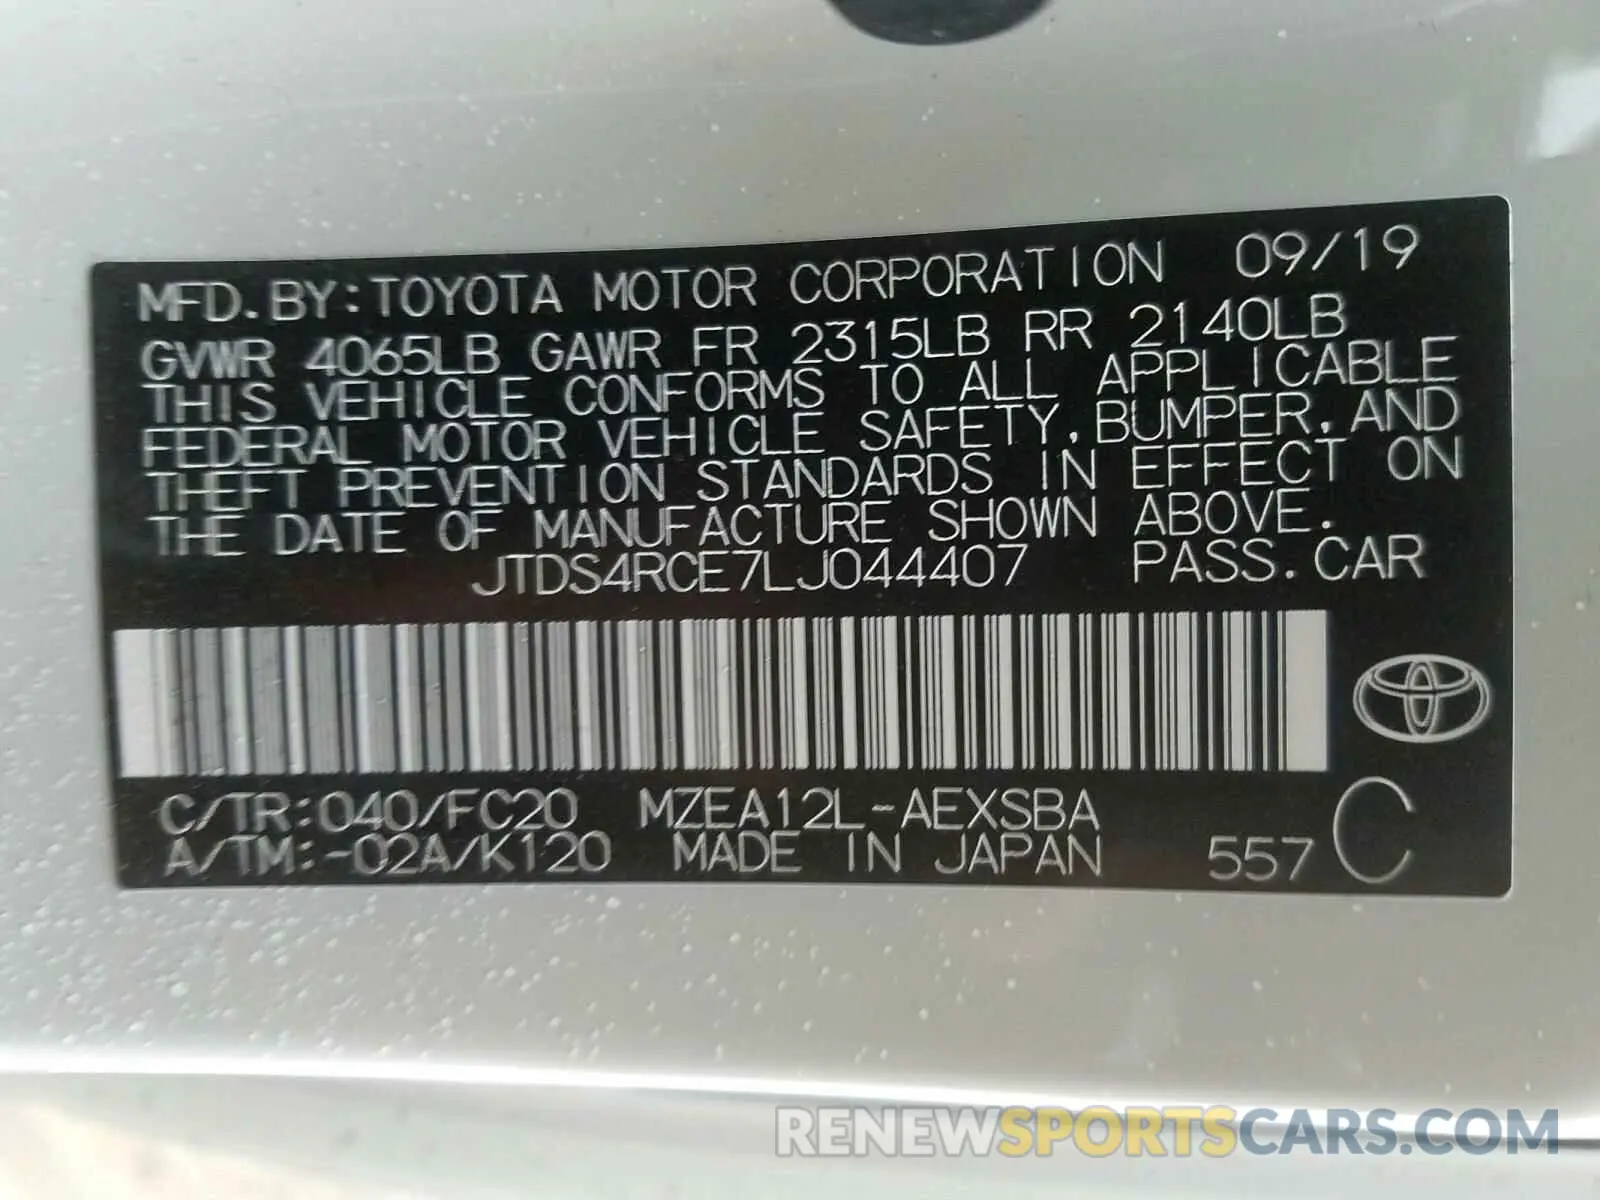 MFD. BY: TOYOTA MOTOR CORPORATION 09/19
GVWR 4065LB GAWR FR 2315LB RR 2140LB
THIS VEHICLE CONFORMS TO ALL APPLICABLE
FEDERAL MOTOR VEHICLE SAFETY, BUMPER, AND
THEFT PREVENTION STANDARDS IN EFFECT ON
THE DATE OF MANUFACTURE SHOWN ABOVE.
JTDS4RCE7LJ044407 PASS. CAR
C/TR: 040/FC20 MZEA12L-AEXSBA
A/TM: -02A/K120 MADE IN JAPAN 557 C
RENEWSPORTSCARS.COM